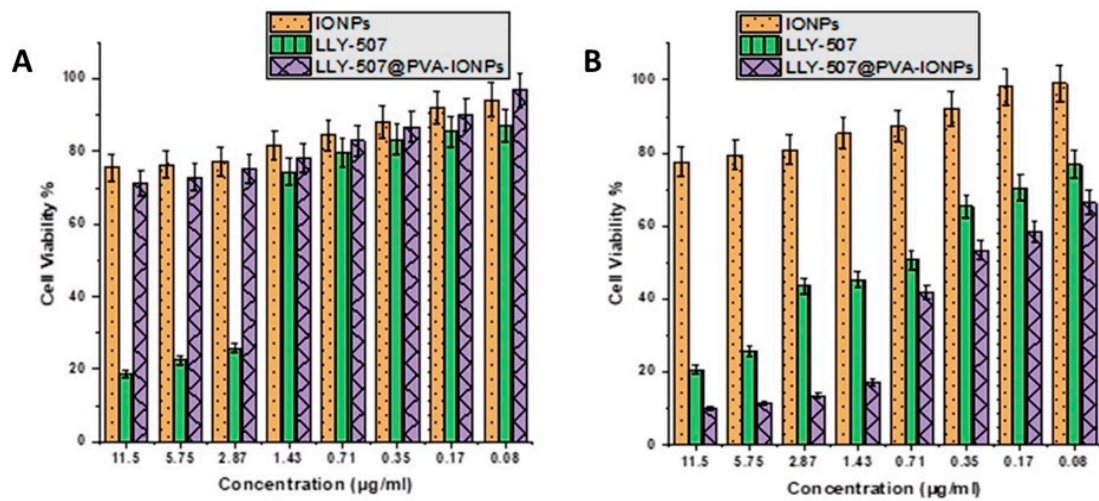 A
IONPs
LLY-507
LLY-507@PVA-IONPs
Cell Viability %
100
80
60
40
20
0
11.5 5.75 2.87 1.43 0.71 0.35 0.17 0.08
Concentration (µg/ml)
B
IONPs
LLY-507
LLY-507@PVA-IONPs
Cell Viability %
100
80
60
40
20
0
11.5 5.75 2.87 1.43 0.71 0.35 0.17 0.08
Concentration (µg/ml)